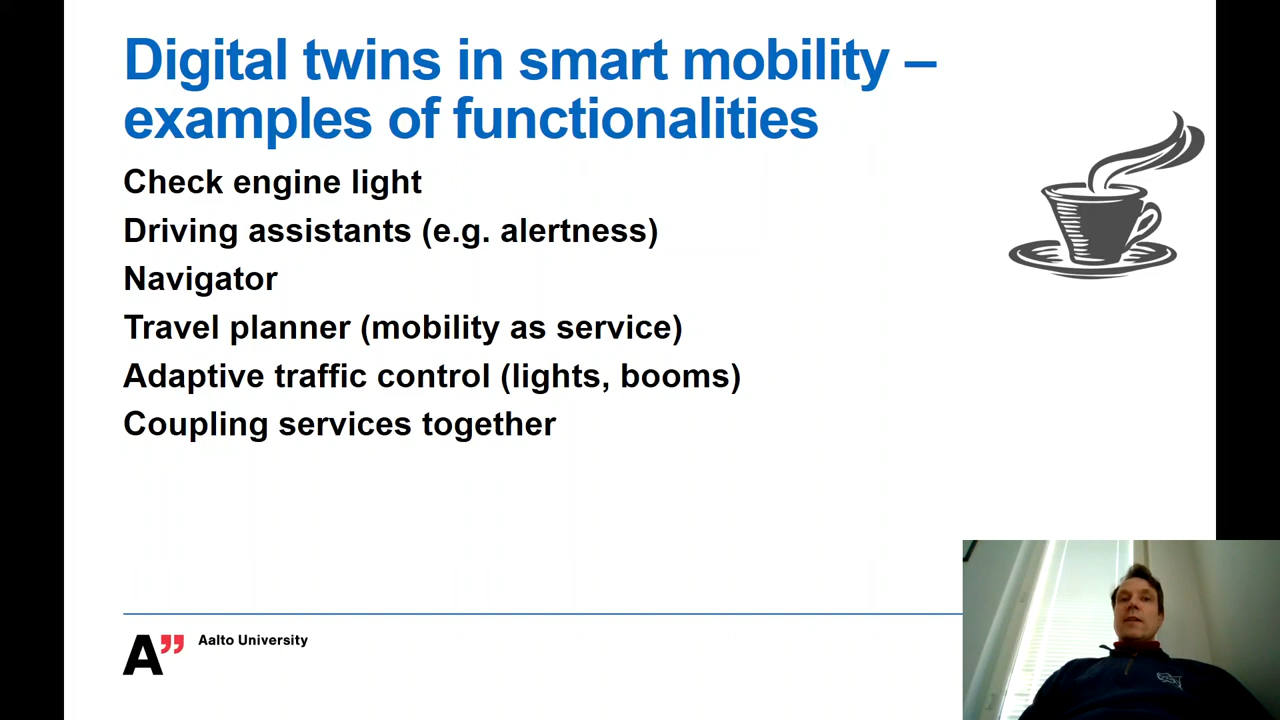 Digital twins in smart mobility –
examples of functionalities
Check engine light
Driving assistants (e.g. alertness)
Navigator
Travel planner (mobility as service)
Adaptive traffic control (lights, booms)
Coupling services together
A”
Aalto University